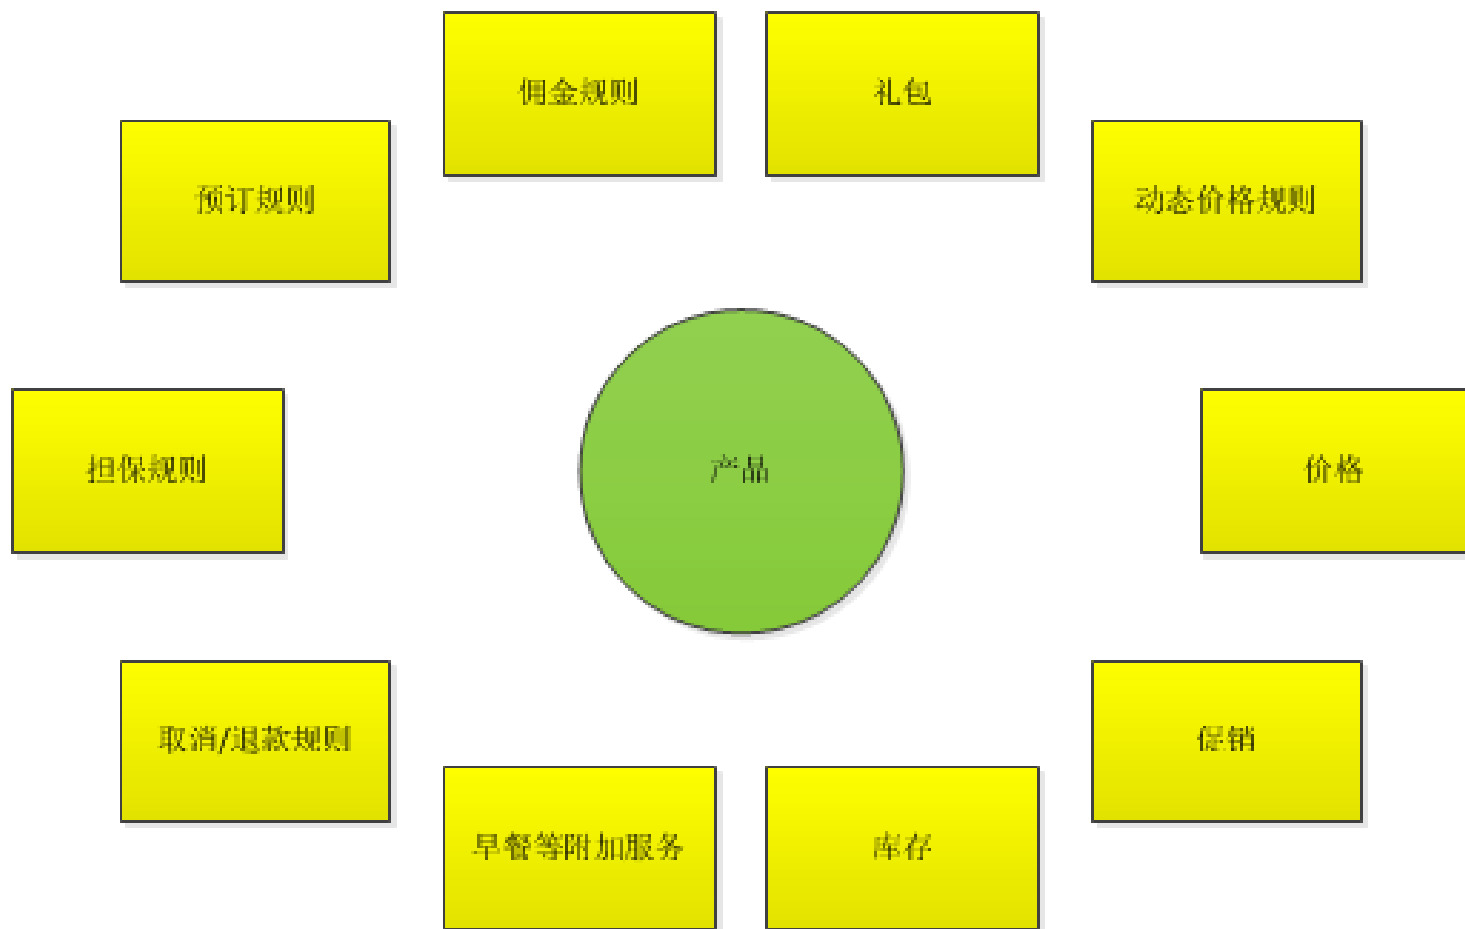 佣金规则
礼包
预订规则
动态价格规则
担保规则
产品
价格
取消/退款规则
促销
早餐等附加服务
库存